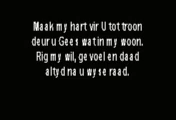 Maak my hart vir U tot troon
deur u Gees wat in my woon.
Rig my wil, gevoel en daad
altyd na u wyse raad.